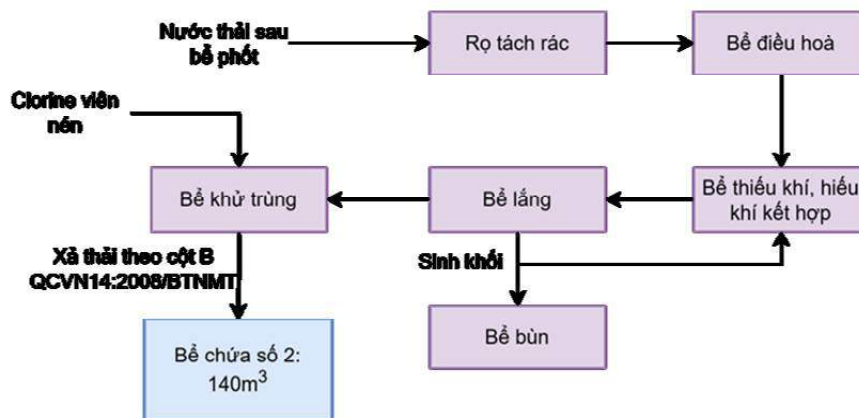 Nước thải sau
bể phốt
Rọ tách rác
Bể điều hoà
Clorine viên
nén
Bể khử trùng
Bể lắng
Bể thiếu khí, hiếu
khí kết hợp
Xả thải theo cột B
QCVN14:2008/BTNMT
Sinh khối
Bể bùn
Bể chứa số 2:
140m³